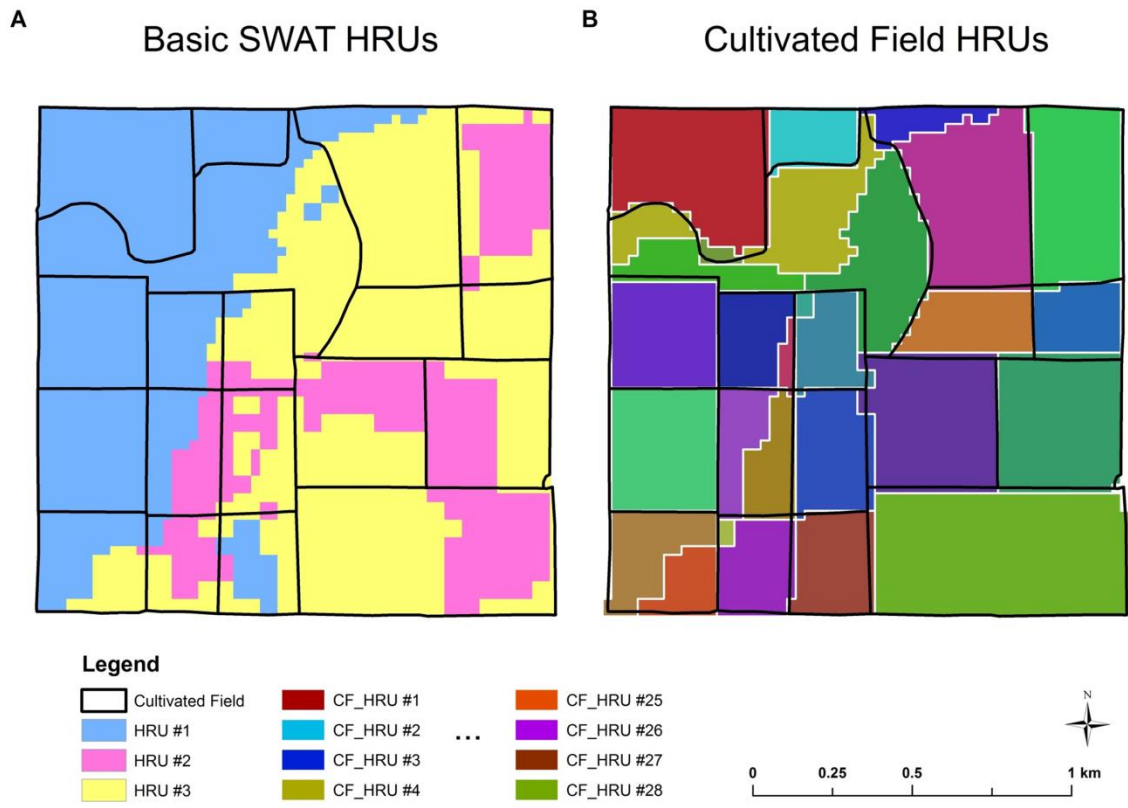 A
Basic SWAT HRUs
B
Cultivated Field HRUs
Legend
Cultivated Field
HRU #1
HRU #2
HRU #3
CF_HRU #1
CF_HRU #2
CF_HRU #3
CF_HRU #4
...
CF_HRU #25
CF_HRU #26
CF_HRU #27
CF_HRU #28
N
0 0.25 0.5 1 km